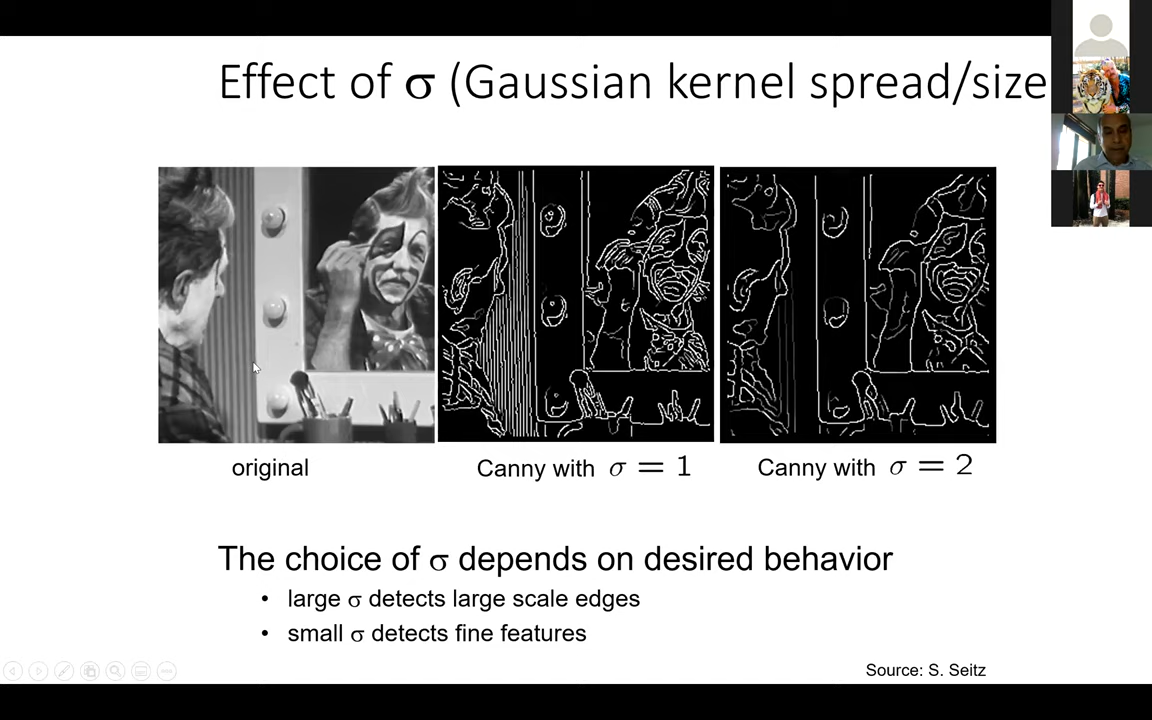 Effect of σ (Gaussian kernel spread/size
original
Canny with σ = 1
Canny with σ = 2
The choice of σ depends on desired behavior
• large σ detects large scale edges
• small σ detects fine features
Source: S. Seitz